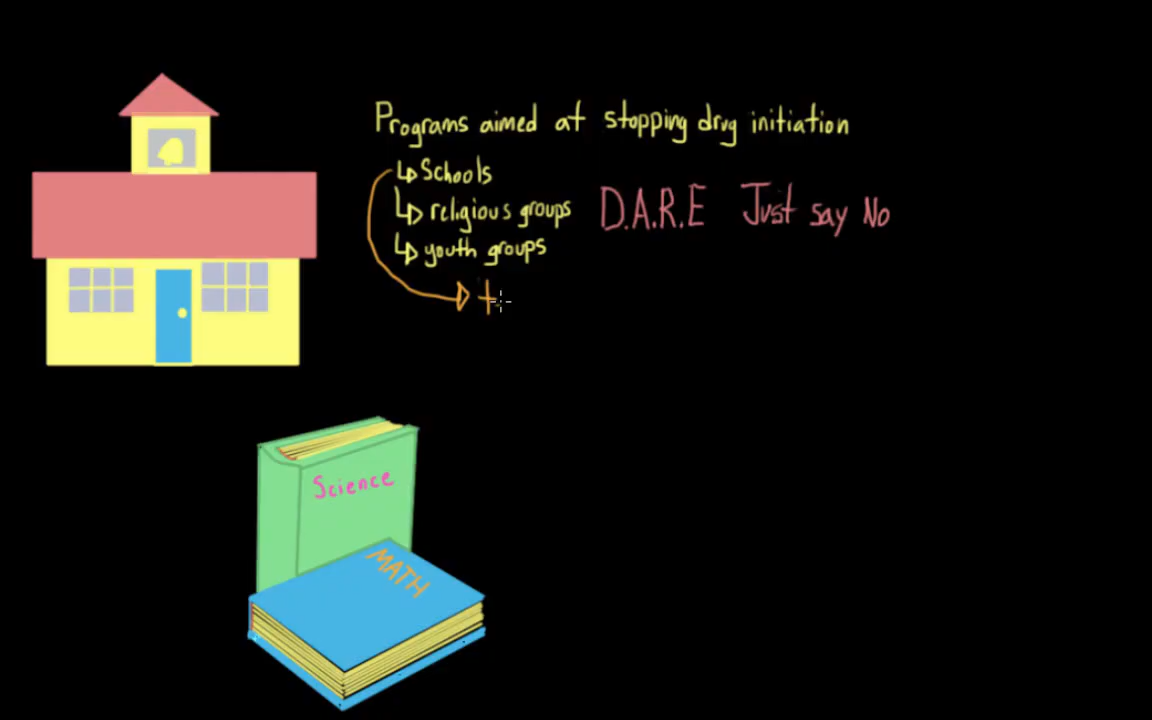 Programs aimed at stopping drug initiation
Schools
religious groups
D.A.R.E Just say No
youth groups
t
Science
MATH